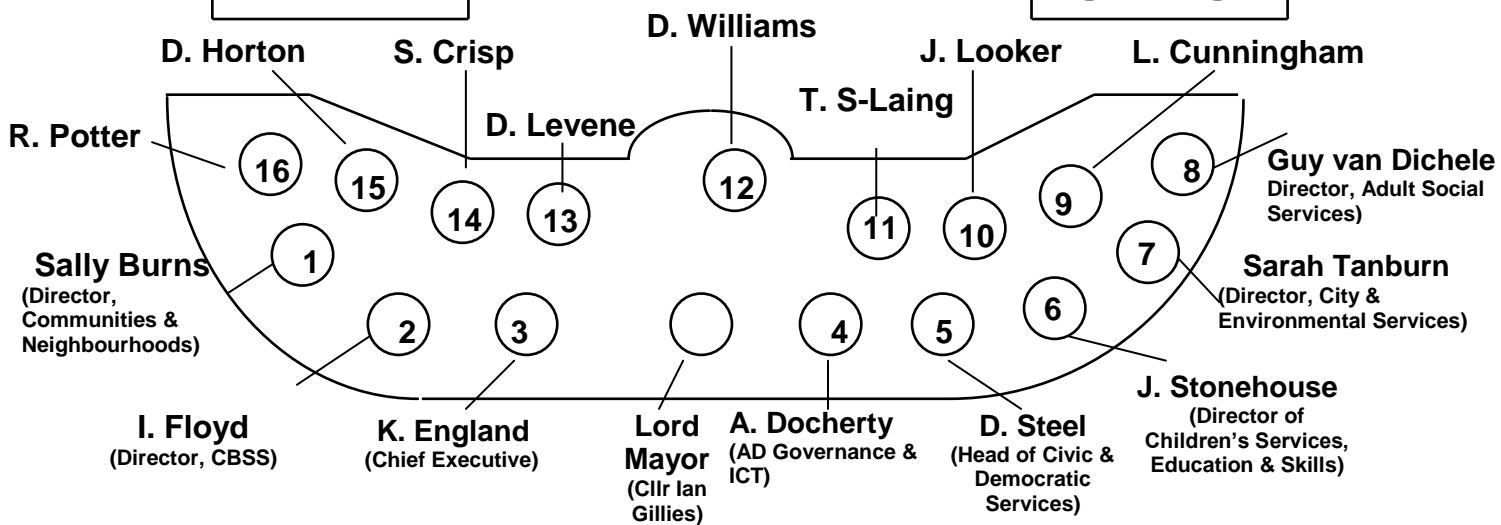 D. Williams
D. Horton
S. Crisp
J. Looker
L. Cunningham
T. S-Laing
D. Levene
R. Potter
16
15
14
13
12
11
10
9
8
Guy van Dichele
Director, Adult Social
Services)
1
7
Sally Burns
(Director,
Communities &
Neighbourhoods)
Sarah Tanburn
(Director, City &
Environmental Services)
2
3
4
5
6
I. Floyd
(Director, CBSS)
K. England
(Chief Executive)
Lord
Mayor
(Cllr Ian
Gillies)
A. Docherty
(AD Governance &
ICT)
D. Steel
(Head of Civic &
Democratic
Services)
J. Stonehouse
(Director of
Children's Services,
Education & Skills)